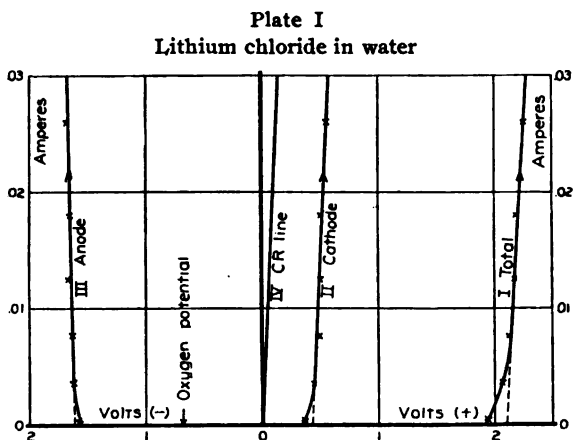 Plate I
Lithium chloride in water
.03
.03
Amperes
Amperes
.02
.02
III Anode
Oxygen potential
IV CR line
II Cathode
I Total
.01
.01
Volts (-)
Volts (+)
0
0
2
1
0
1
2